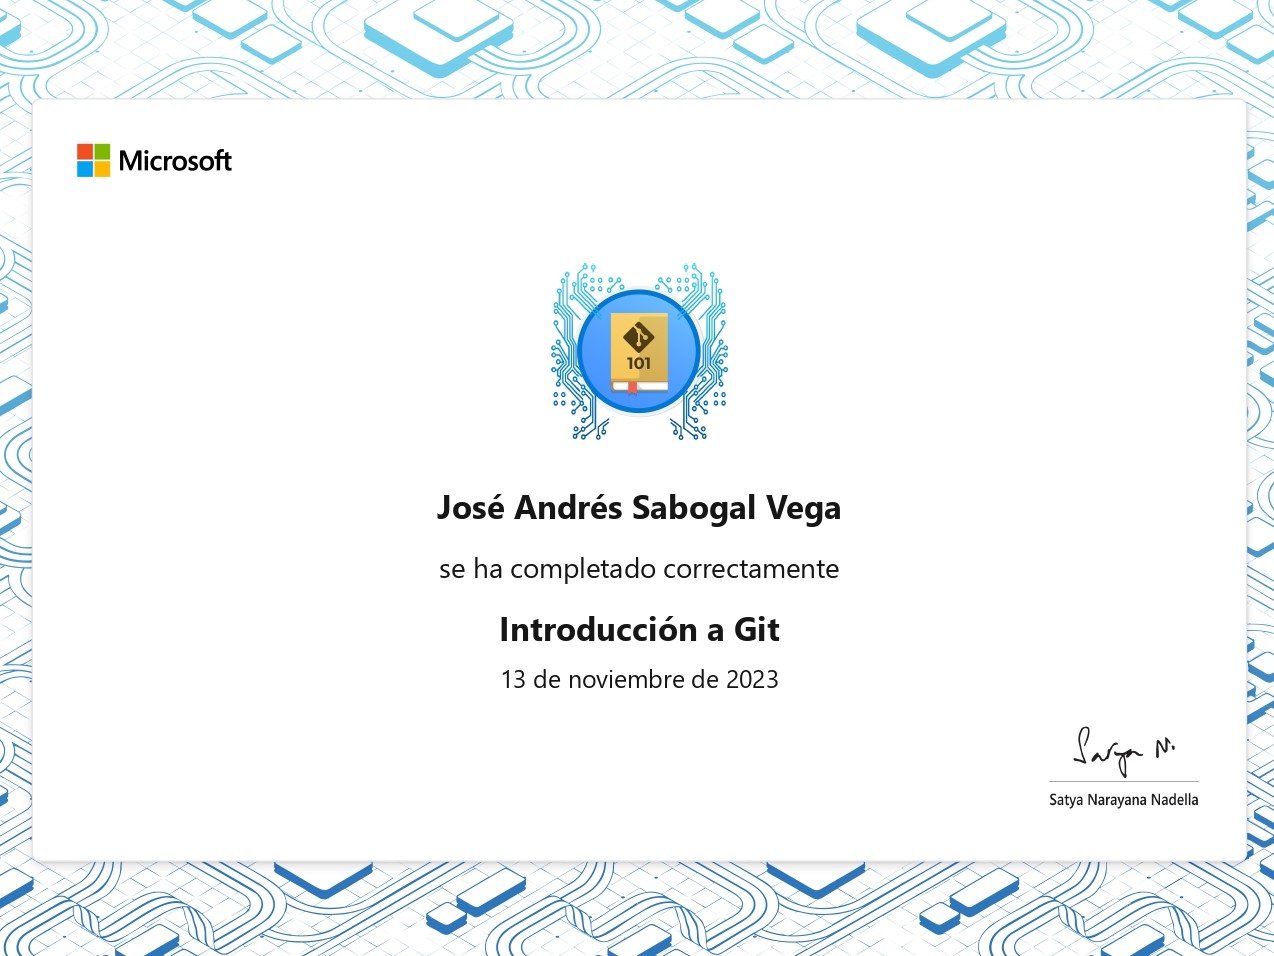 Microsoft
101
José Andrés Sabogal Vega
se ha completado correctamente
Introducción a Git
13 de noviembre de 2023
Satya N.
Satya Narayana Nadella